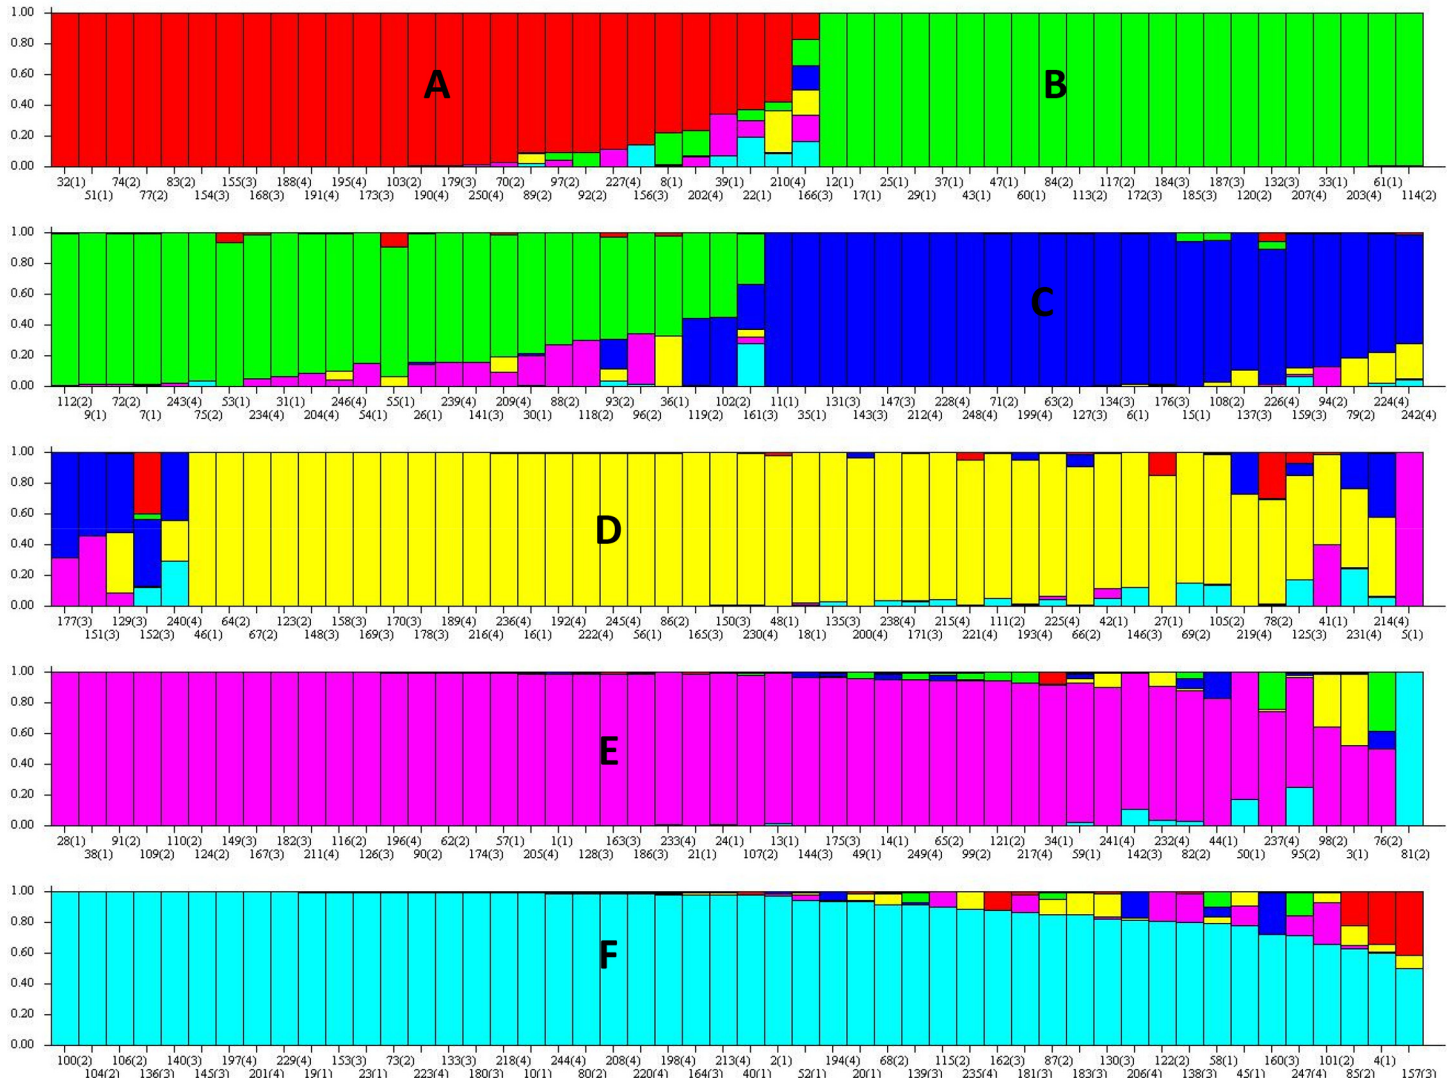 1.00
0.80
0.60
0.40
0.20
0.00
A
B
32(1) 74(2) 83(2) 155(3) 188(4) 195(4) 103(2) 179(3) 70(2) 97(2) 227(4) 8(1) 39(1) 210(4) 12(1) 25(1) 37(1) 47(1) 84(2) 117(2) 184(3) 187(3) 132(3) 33(1) 61(1)
51(1) 77(2) 154(3) 168(3) 191(4) 173(3) 190(4) 250(4) 89(2) 92(2) 156(3) 202(4) 22(1) 166(3) 17(1) 29(1) 43(1) 60(1) 113(2) 172(3) 185(3) 120(2) 207(4) 203(4) 114(2)
1.00
0.80
0.60
0.40
0.20
0.00
C
112(2) 72(2) 243(4) 53(1) 31(1) 246(4) 55(1) 239(4) 209(4) 88(2) 93(2) 36(1) 102(2) 11(1) 131(3) 147(3) 228(4) 71(2) 63(2) 134(3) 176(3) 108(2) 226(4) 94(2) 224(4)
9(1) 7(1) 75(2) 234(4) 204(4) 54(1) 26(1) 141(3) 30(1) 118(2) 96(2) 119(2) 161(3) 35(1) 143(3) 212(4) 248(4) 199(4) 127(3) 6(1) 15(1) 137(3) 159(3) 79(2) 242(4)
1.00
0.80
0.60
0.40
0.20
0.00
D
177(3) 129(3) 240(4) 64(2) 123(2) 158(3) 170(3) 189(4) 236(4) 192(4) 245(4) 86(2) 150(3) 48(1) 135(3) 238(4) 215(4) 111(2) 225(4) 42(1) 27(1) 105(2) 78(2) 41(1) 214(4)
151(3) 152(3) 46(1) 67(2) 148(3) 169(3) 178(3) 216(4) 16(1) 222(4) 56(1) 165(3) 230(4) 18(1) 200(4) 171(3) 221(4) 193(4) 66(2) 146(3) 69(2) 219(4) 125(3) 231(4) 5(1)
1.00
0.80
0.60
0.40
0.20
0.00
E
28(1) 91(2) 110(2) 149(3) 182(3) 116(2) 196(4) 62(2) 57(1) 1(1) 163(3) 233(4) 24(1) 13(1) 175(3) 14(1) 65(2) 121(2) 34(1) 241(4) 232(4) 44(1) 237(4) 98(2) 76(2)
38(1) 109(2) 124(2) 167(3) 211(4) 126(3) 90(2) 174(3) 205(4) 128(3) 186(3) 21(1) 107(2) 144(3) 49(1) 249(4) 99(2) 217(4) 59(1) 142(3) 82(2) 50(1) 95(2) 3(1) 81(2)
1.00
0.80
0.60
0.40
0.20
0.00
F
100(2) 106(2) 140(3) 197(4) 229(4) 153(3) 73(2) 133(3) 218(4) 244(4) 208(4) 198(4) 213(4) 2(1) 194(4) 68(2) 115(2) 162(3) 87(2) 130(3) 122(2) 58(1) 160(3) 101(2) 4(1)
104(2) 136(3) 145(3) 201(4) 19(1) 23(1) 223(4) 180(3) 10(1) 80(2) 220(4) 164(3) 40(1) 52(1) 20(1) 139(3) 235(4) 181(3) 183(3) 206(4) 138(3) 45(1) 247(4) 85(2) 157(3)